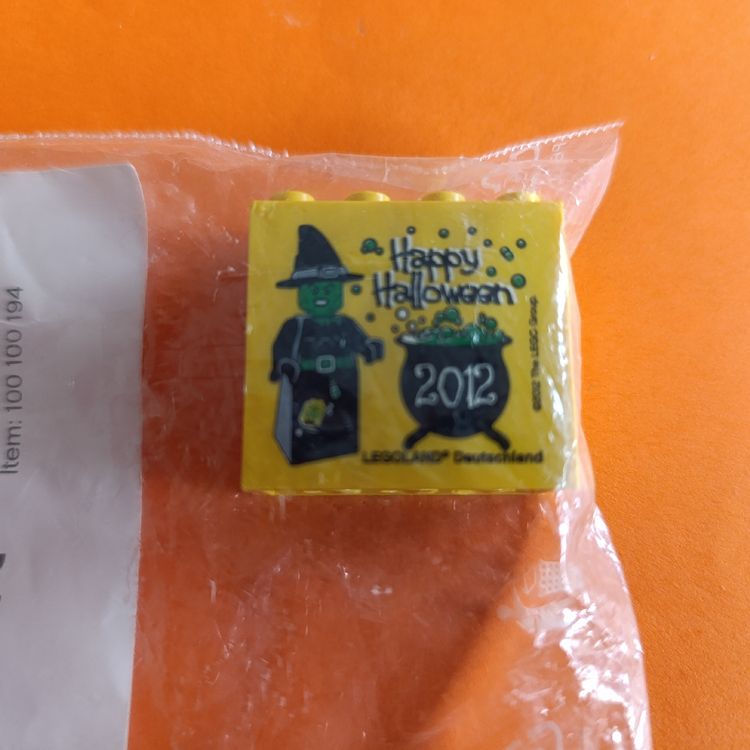 Happy
Halloween
2012
LEGOLAND® Deutschland
©2012 The LEGO Group.
Item: 100 100 194